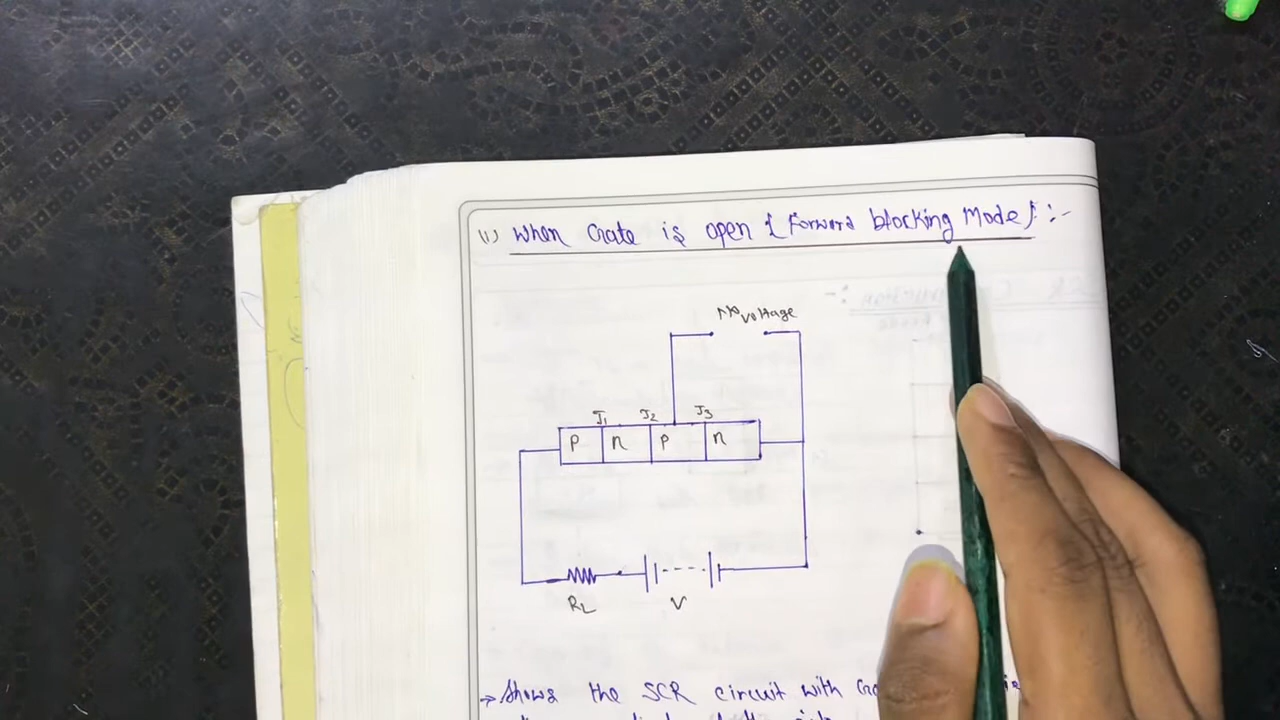 (i) When Gate is open {Forward blocking Mode} :-
No voltage
J1 J2 J3
P n P n
RL V
→ Shows the SCR circuit with